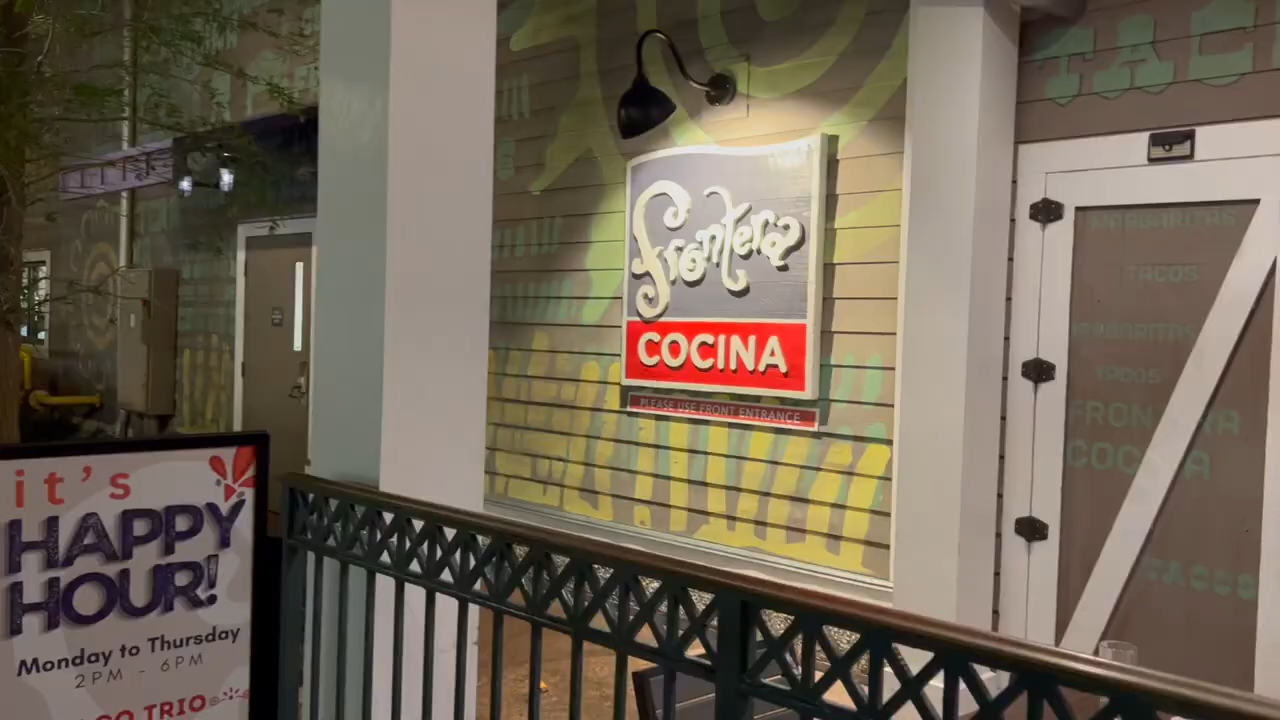 Frontera
COCINA
PLEASE USE FRONT ENTRANCE
it's
HAPPY
HOUR!
Monday to Thursday
2PM - 6PM
TRIO
MARGARITAS
TACOS
MARGARITAS
TACOS
FRONTERA
COCINA
TACOS